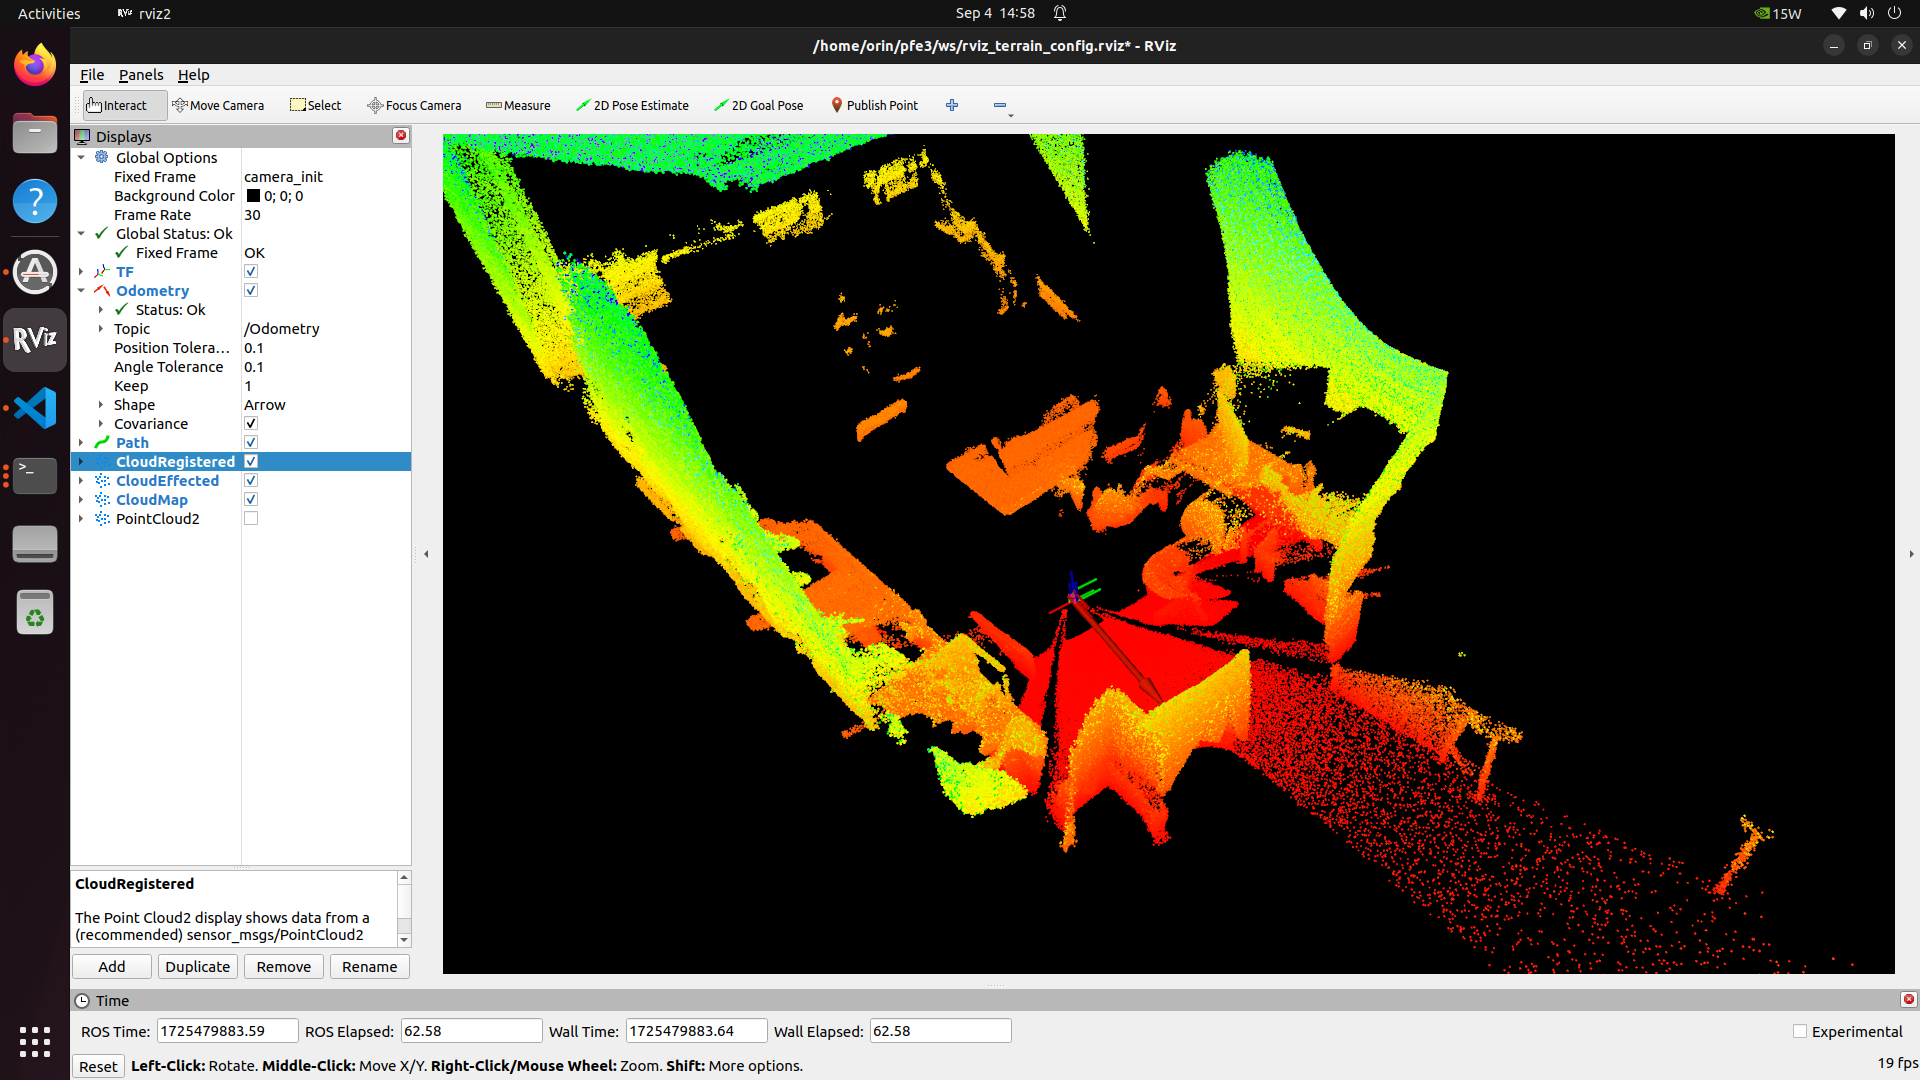 Activities
rviz2
Sep 4 14:58
15W
/home/orin/pfe3/ws/rviz_terrain_config.rviz* - RViz
File Panels Help
Interact Move Camera Select Focus Camera Measure 2D Pose Estimate 2D Goal Pose Publish Point
Displays
Global Options
Fixed Frame camera_init
Background Color 0; 0; 0
Frame Rate 30
Global Status: Ok
Fixed Frame OK
TF
Odometry
Status: Ok
Topic /Odometry
Position Tolera... 0.1
Angle Tolerance 0.1
Keep 1
Shape Arrow
Covariance
Path
CloudRegistered
CloudEffected
CloudMap
PointCloud2
RViz
CloudRegistered
The Point Cloud2 display shows data from a
(recommended) sensor_msgs/PointCloud2
Add Duplicate Remove Rename
Time
ROS Time: 1725479883.59 ROS Elapsed: 62.58 Wall Time: 1725479883.64 Wall Elapsed: 62.58 Experimental
Reset Left-Click: Rotate. Middle-Click: Move X/Y. Right-Click/Mouse Wheel: Zoom. Shift: More options. 19 fps